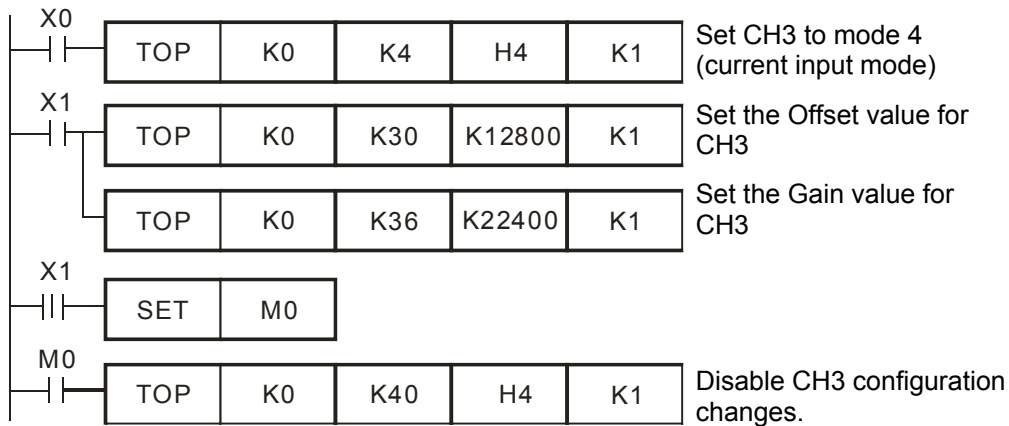 X0
TOP K0 K4 H4 K1
Set CH3 to mode 4
(current input mode)
X1
TOP K0 K30 K12800 K1
Set the Offset value for
CH3
TOP K0 K36 K22400 K1
Set the Gain value for
CH3
X1
SET M0
M0
TOP K0 K40 H4 K1
Disable CH3 configuration
changes.